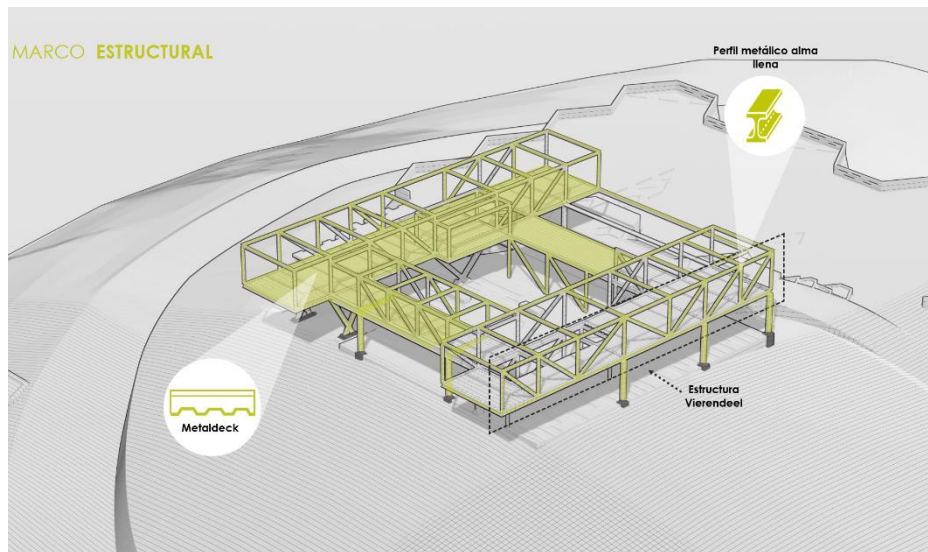 MARCO ESTRUCTURAL
Perfil metálico alma
llena
Metaldeck
Estructura
Vierendeel